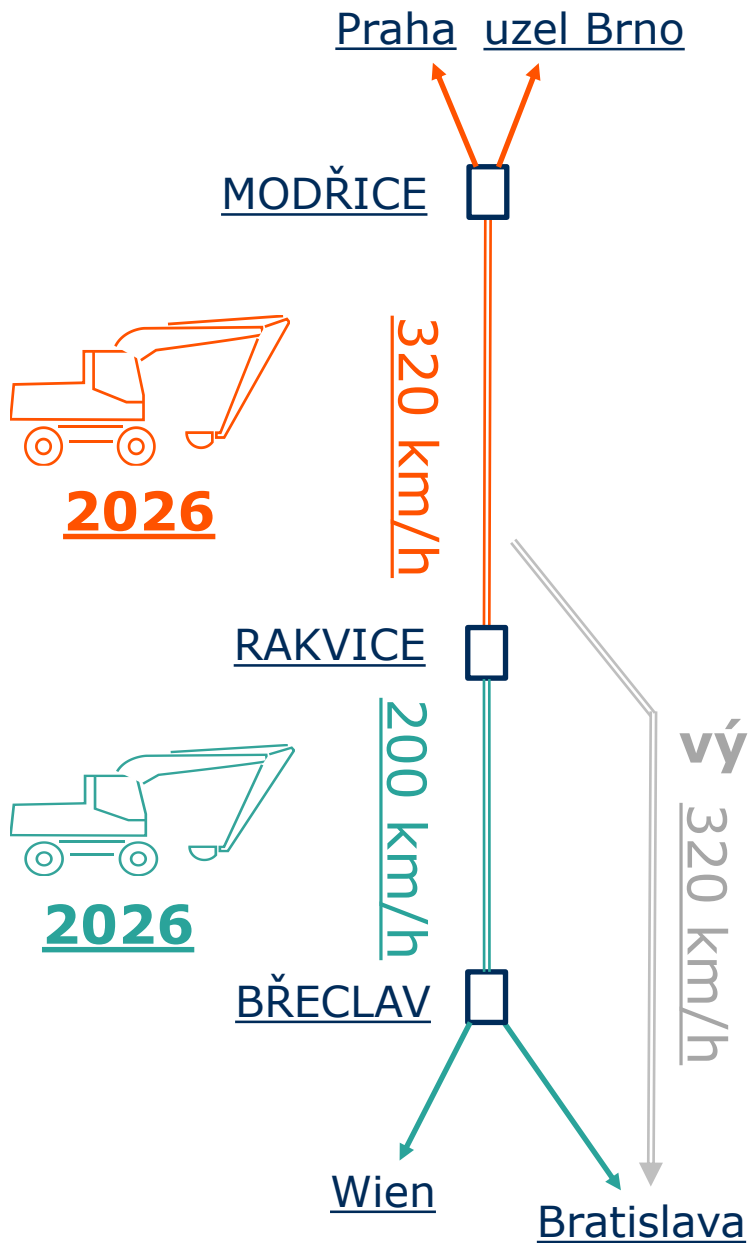 Praha uzel Brno
MODŘICE
320 km/h
2026
RAKVICE
200 km/h
vý
320 km/h
2026
BŘECLAV
Wien
Bratislava